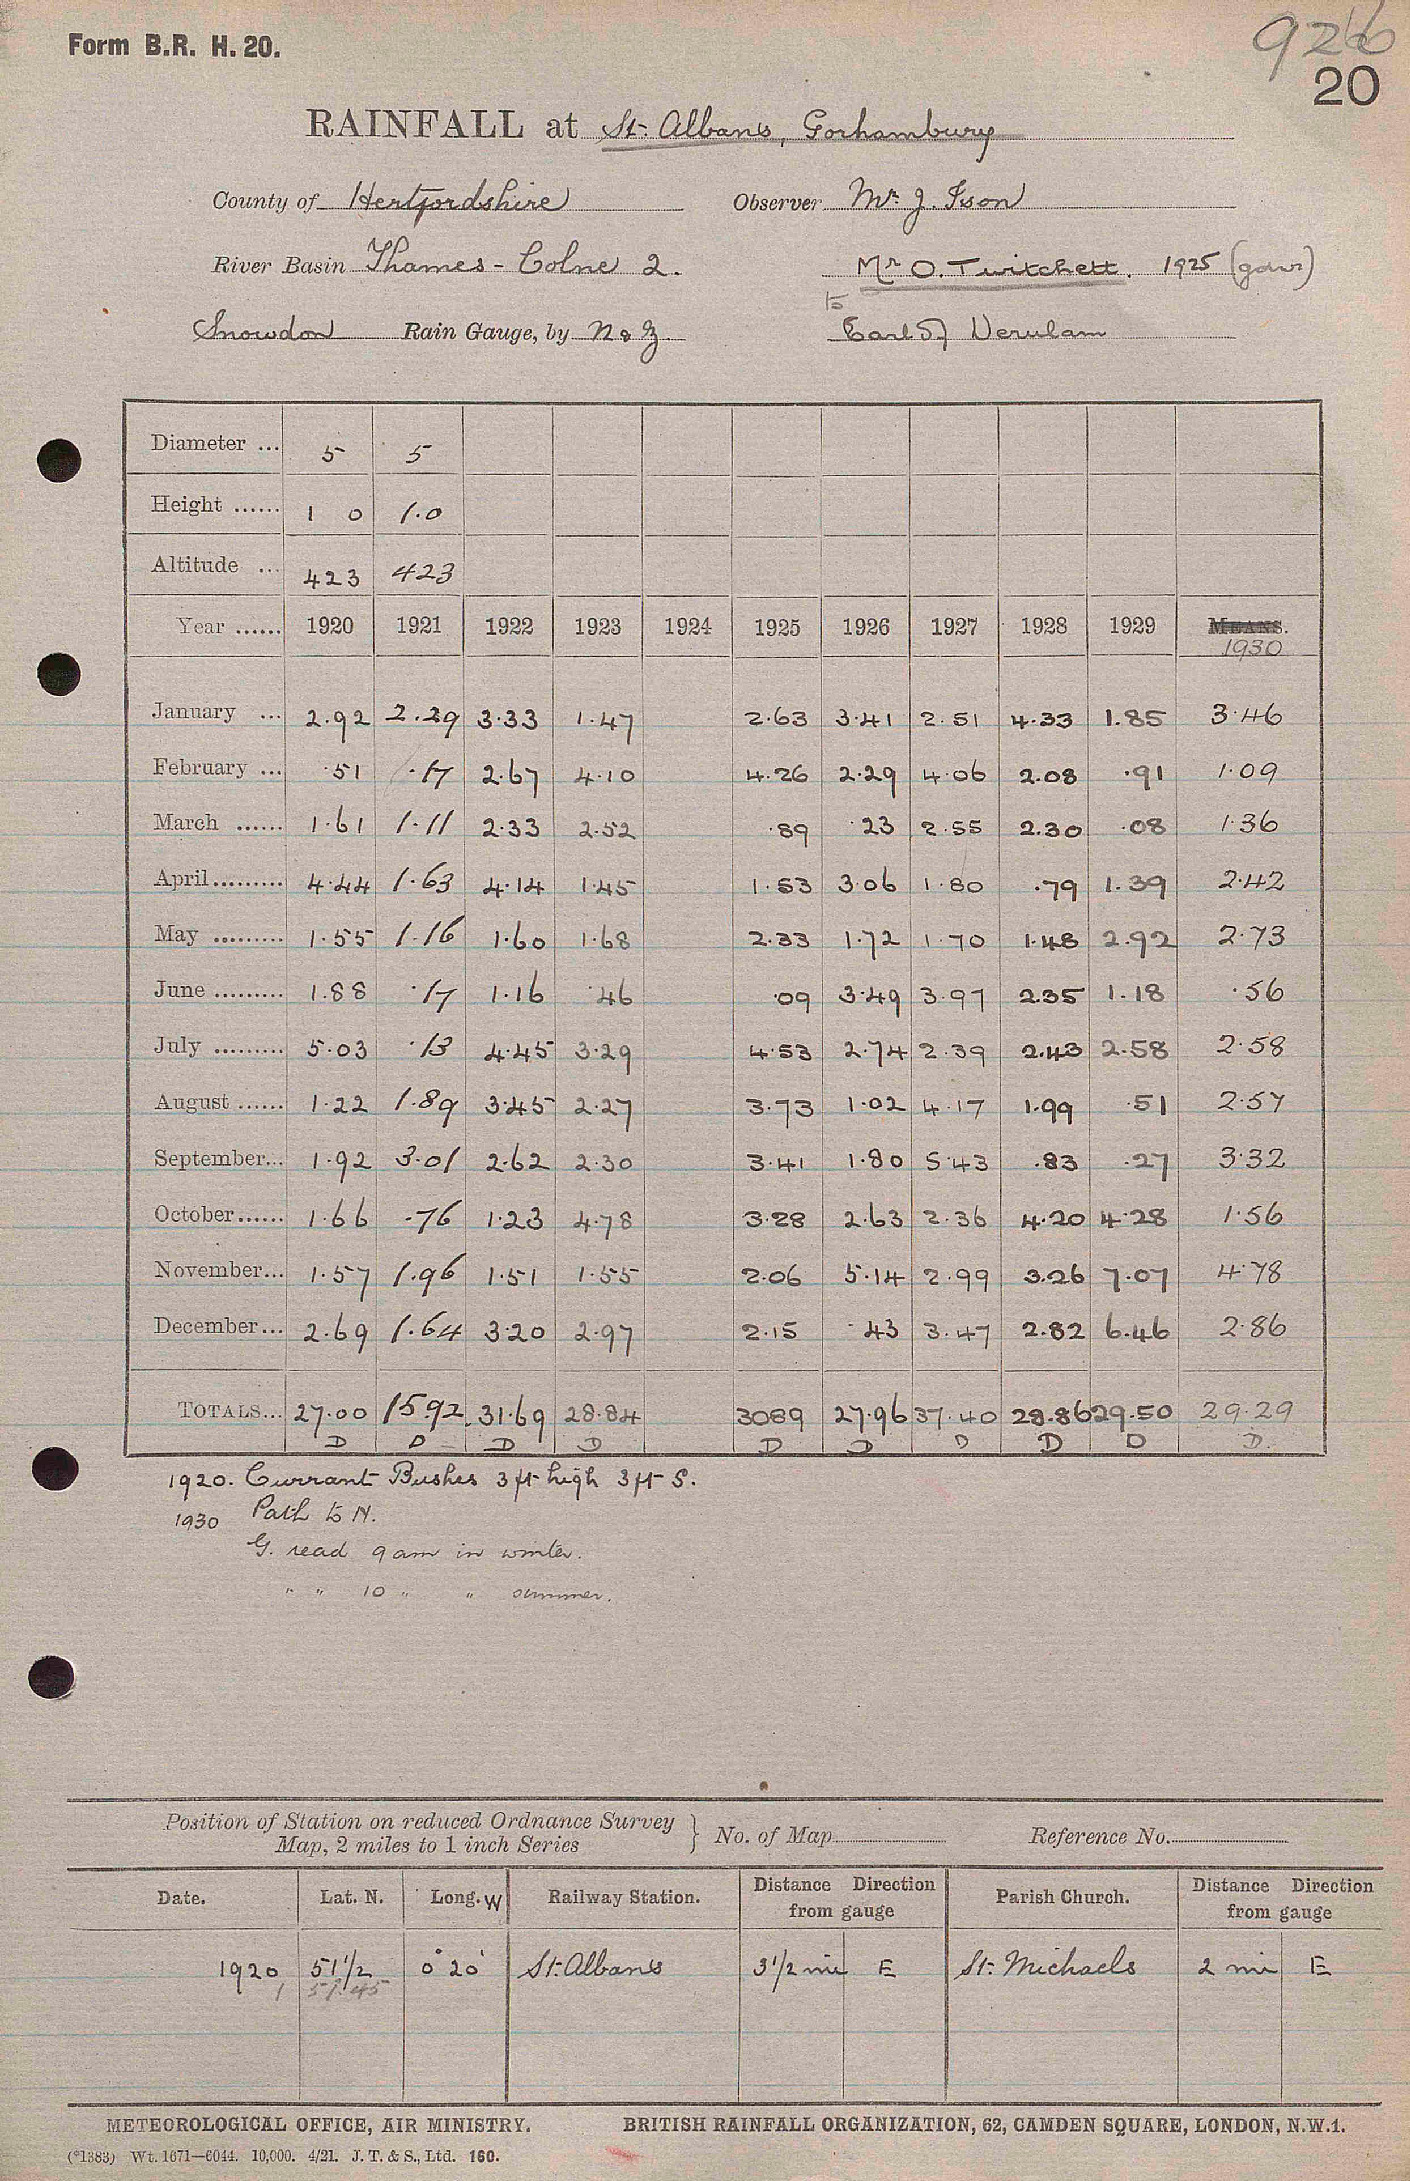 Form B.R. H. 20.
20
RAINFALL at St. Albans, Gorhambury
County of Hertfordshire Observer Mr. J. Ison
River Basin Thames - Colne 2. Mr O. Twitchett. 1925 (gdnr)
to
Snowdon Rain Gauge, by N & Z. Earl of Verulam
Diameter ... 5 5
Height ...... 1 0 1.0
Altitude ... 423 423
Year ...... 1920 1921 1922 1923 1924 1925 1926 1927 1928 1929 MEANS.
1930
January ... 2.92 2.29 3.33 1.47 2.63 3.41 2.51 4.33 1.85 3.46
February ... .51 .17 2.67 4.10 4.26 2.29 4.06 2.08 .91 1.09
March ...... 1.61 1.11 2.33 2.52 .89 .23 2.55 2.30 .08 1.36
April ......... 4.44 1.63 4.14 1.45 1.53 3.06 1.80 .79 1.39 2.42
May ......... 1.55 1.16 1.60 1.68 2.33 1.72 1.70 1.48 2.92 2.73
June ......... 1.88 .17 1.16 .46 .09 3.49 3.97 2.35 1.18 .56
July ......... 5.03 .13 4.45 3.29 4.53 2.74 2.39 2.43 2.58 2.58
August ...... 1.22 1.89 3.45 2.27 3.73 1.02 4.17 1.99 .51 2.57
September... 1.92 3.01 2.62 2.30 3.41 1.80 5.43 .83 .27 3.32
October...... 1.66 .76 1.23 4.78 3.28 2.63 2.36 4.20 4.28 1.56
November... 1.57 1.96 1.51 1.55 2.06 5.14 2.99 3.26 7.07 4.78
December... 2.69 1.64 3.20 2.97 2.15 .43 3.47 2.82 6.46 2.86
TOTALS... 27.00 15.92 31.69 28.84 30.89 27.96 37.40 28.86 29.50 29.29
D D D D D D D D D D
1920. Currant Bushes 3 ft high 3 ft S.
1930 Path to N.
G. read 9 am in winter.
" " 10 " " summer.
Position of Station on reduced Ordnance Survey
Map, 2 miles to 1 inch Series } No. of Map Reference No.
Date. Lat. N. Long. W Railway Station. Distance from gauge Direction Parish Church. Distance from gauge Direction
1920 51 1/2 0° 20' St. Albans 3 1/2 mi E St. Michaels 2 mi E
1 51.45
METEOROLOGICAL OFFICE, AIR MINISTRY. BRITISH RAINFALL ORGANIZATION, 62, CAMDEN SQUARE, LONDON, N.W.1.
(*1383) Wt. 1671—6044. 10,000. 4/21. J. T. & S., Ltd. 160.